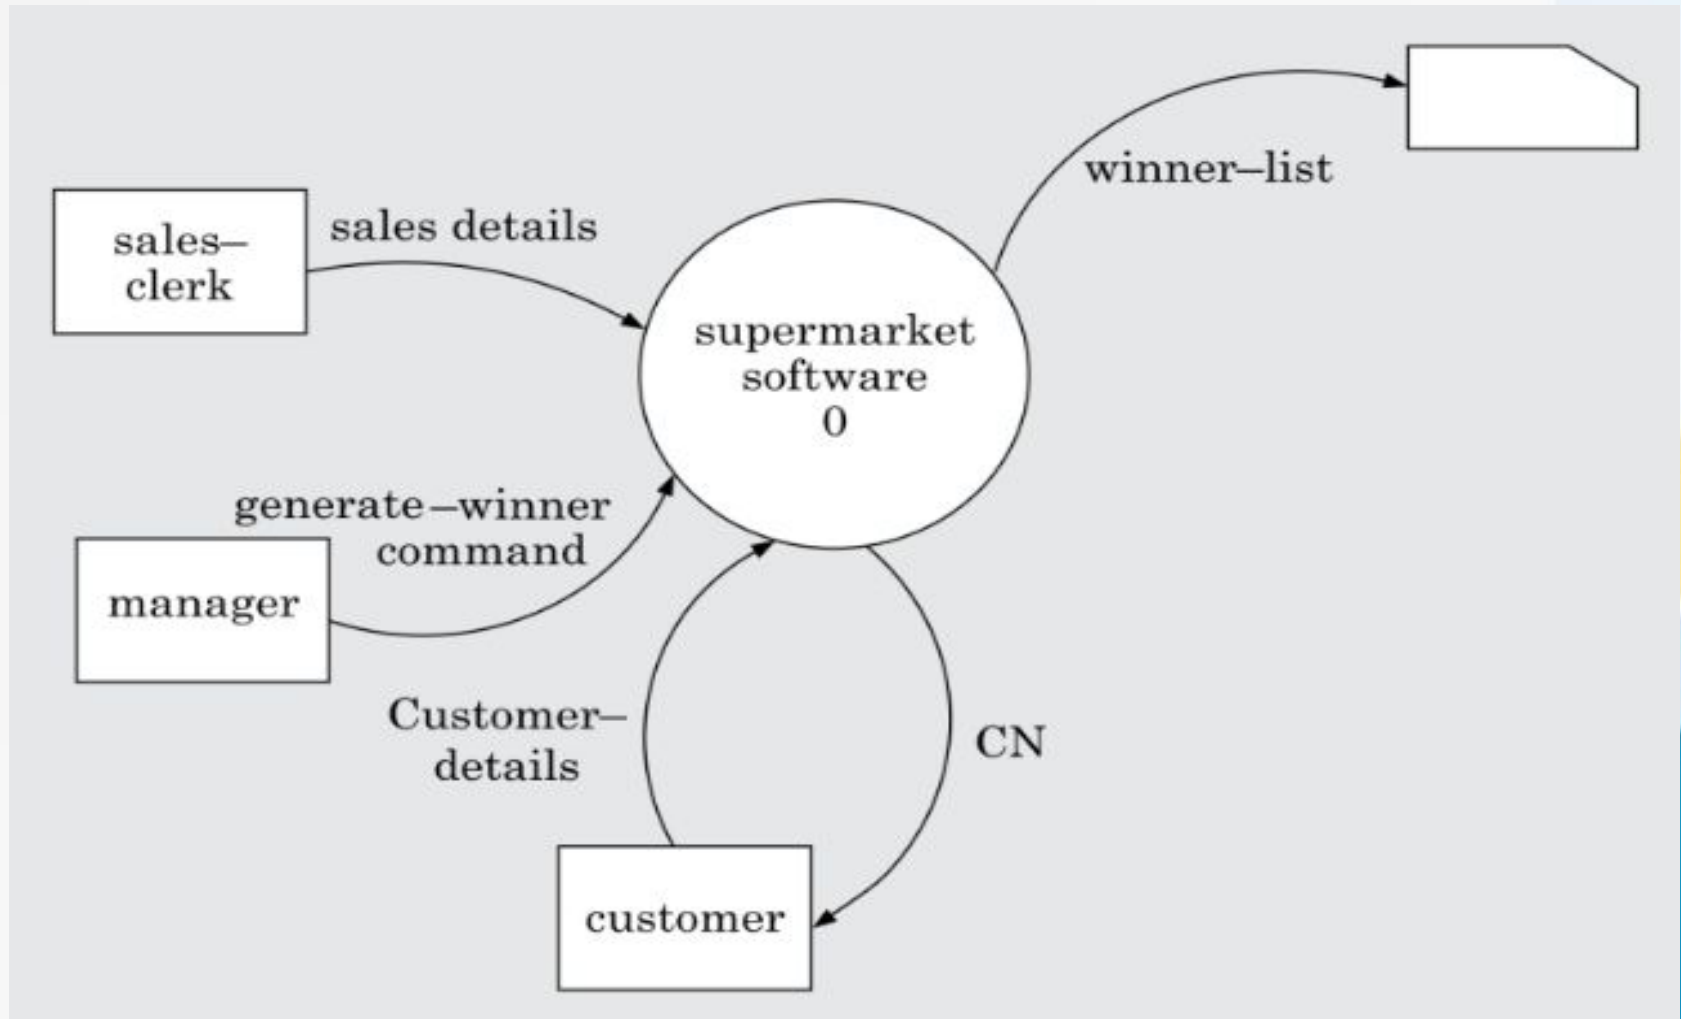 winner–list
sales–
clerk
sales details
supermarket
software
0
generate–winner
command
manager
Customer–
details
CN
customer